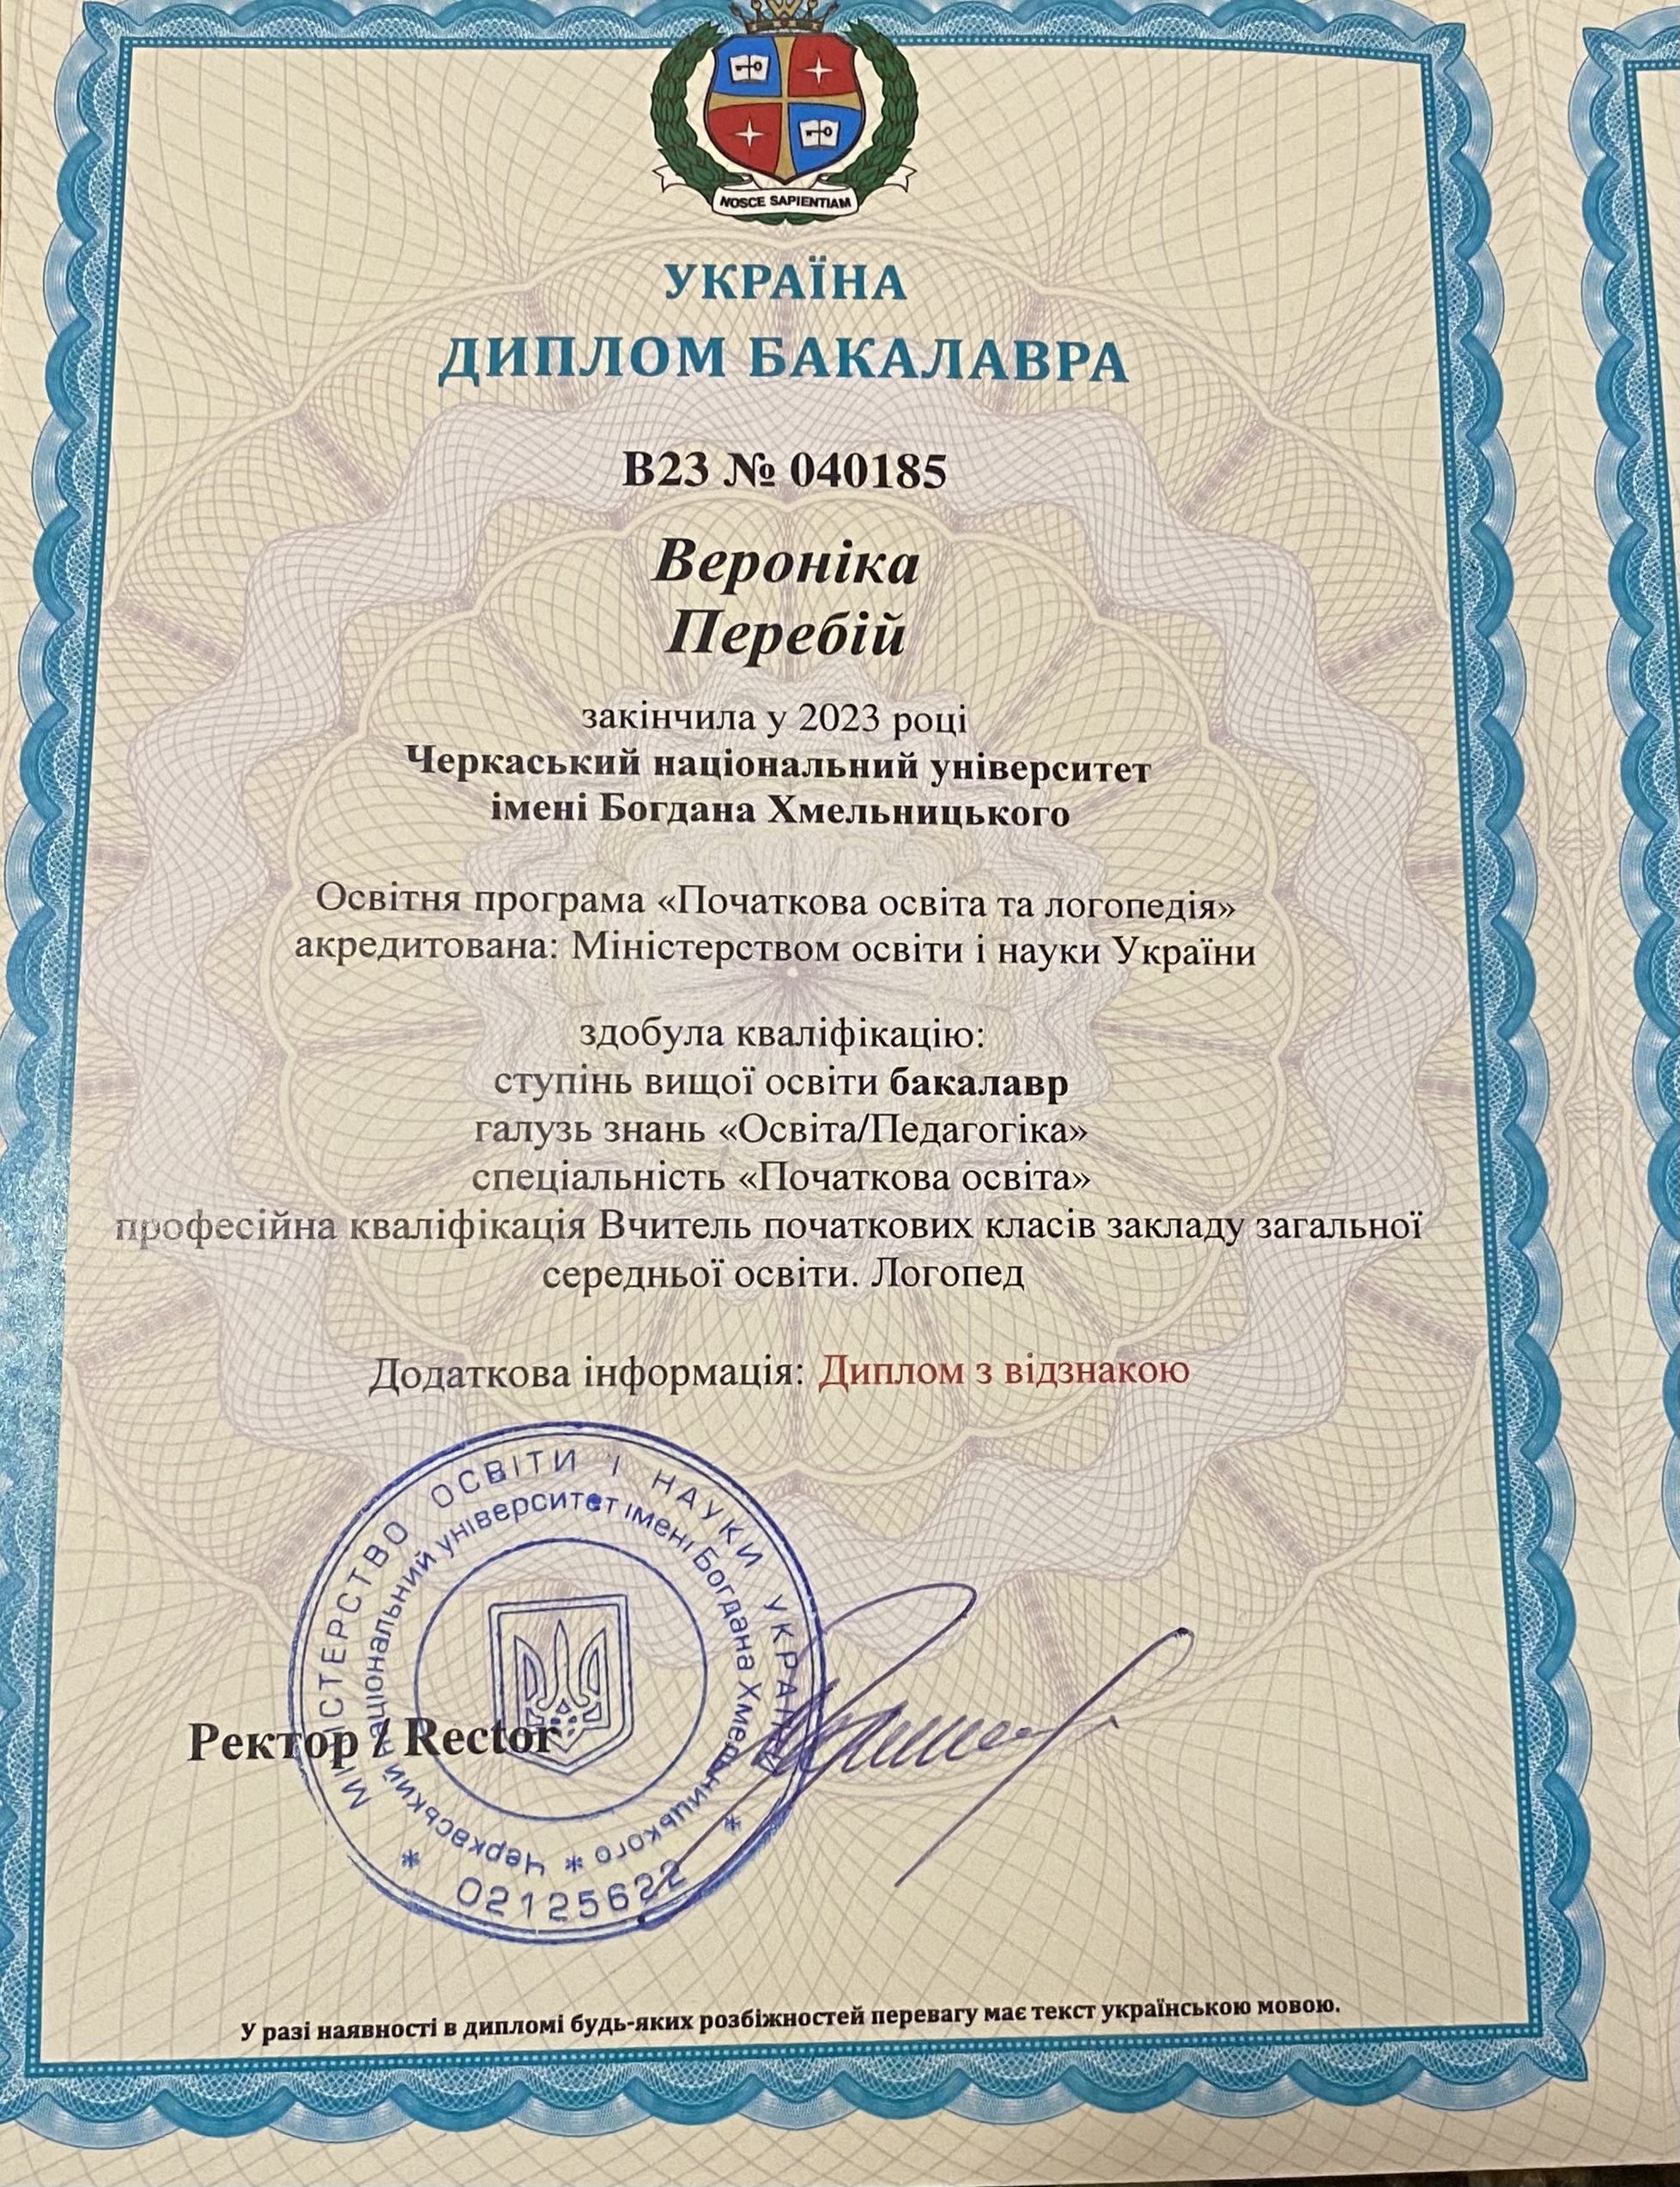 NOSCE SAPIENTIAM
УКРАЇНА
ДИПЛОМ БАКАЛАВРА
B23 № 040185
Вероніка
Перебій
закінчила у 2023 році
Черкаський національний університет
імені Богдана Хмельницького
Освітня програма «Початкова освіта та логопедія»
акредитована: Міністерством освіти і науки України
здобула кваліфікацію:
ступінь вищої освіти бакалавр
галузь знань «Освіта/Педагогіка»
спеціальність «Початкова освіта»
професійна кваліфікація Вчитель початкових класів закладу загальної
середньої освіти. Логопед
Додаткова інформація: Диплом з відзнакою
МІНІСТЕРСТВО ОСВІТИ І НАУКИ УКРАЇНИ
Черкаський національний університет імені Богдана Хмельницького
* 02125622 *
Ректор / Rector
У разі наявності в дипломі будь-яких розбіжностей перевагу має текст українською мовою.